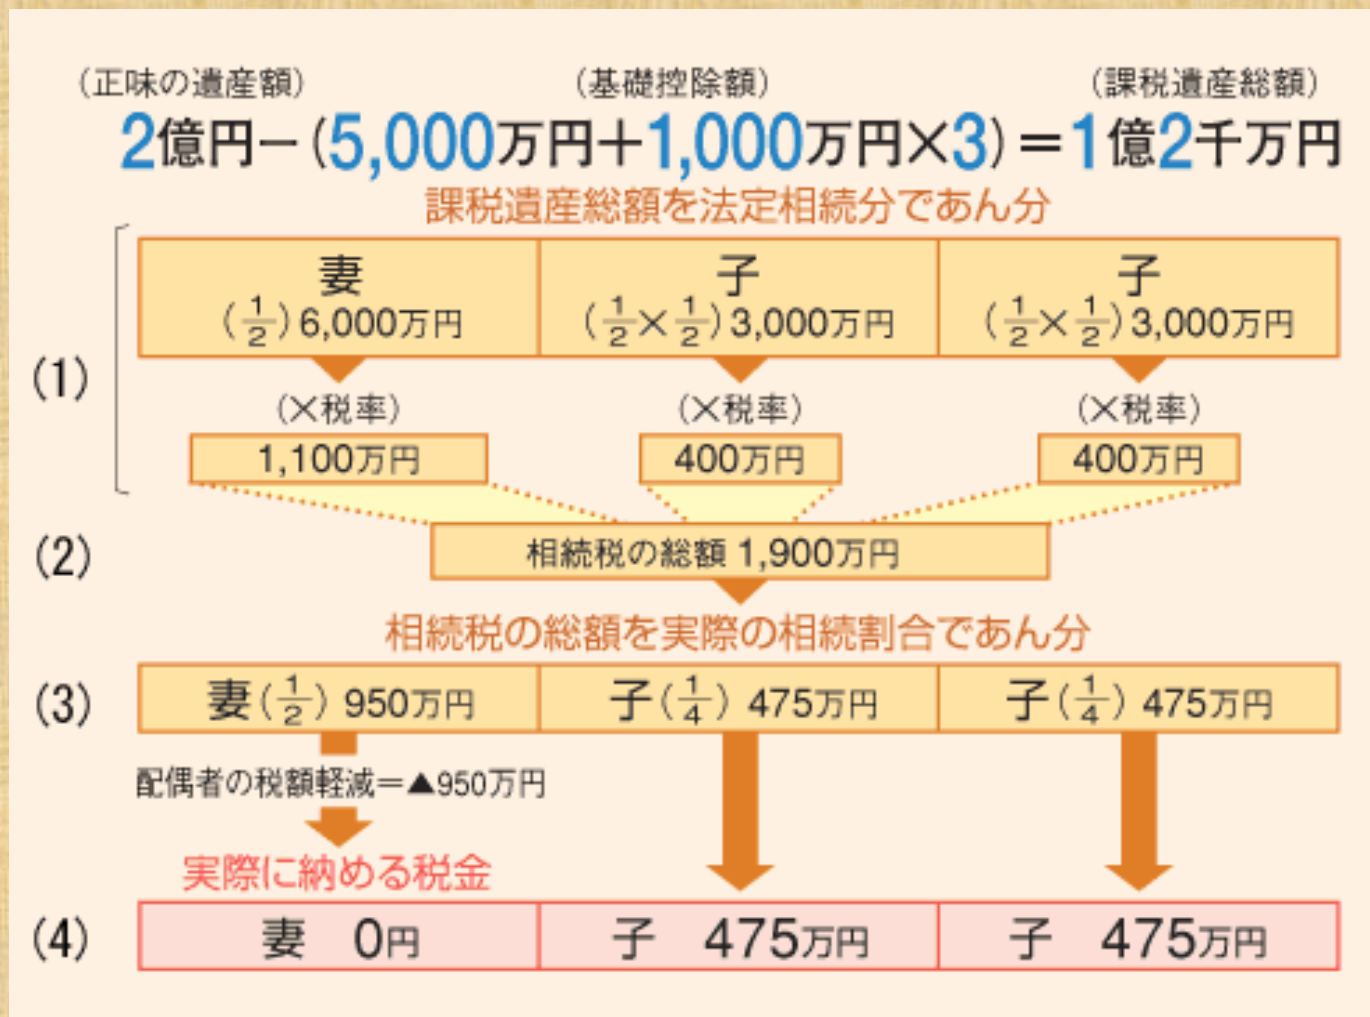 （正味の遺産額） （基礎控除額） （課税遺産総額）
2億円－（5,000万円＋1,000万円×3）＝1億2千万円
課税遺産総額を法定相続分であん分
(1)
妻 子 子
（1/2）6,000万円 （1/2×1/2）3,000万円 （1/2×1/2）3,000万円
（×税率） （×税率） （×税率）
1,100万円 400万円 400万円
(2) 相続税の総額 1,900万円
相続税の総額を実際の相続割合であん分
(3) 妻（1/2）950万円 子（1/4）475万円 子（1/4）475万円
配偶者の税額軽減＝▲950万円
実際に納める税金
(4) 妻 0円 子 475万円 子 475万円